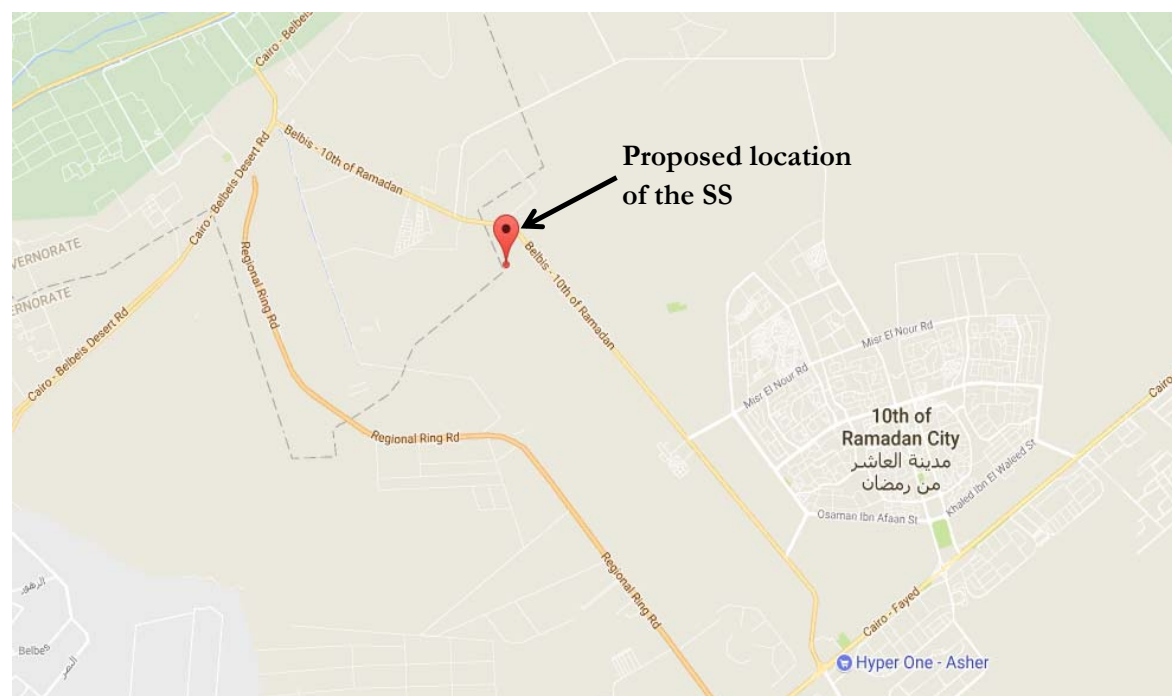 Cairo - Belbeis
Belbis - 10th of Ramadan
Proposed location
of the SS
Cairo - Belbeis Desert Rd
VERNORATE
ERNORATE
Regional Ring Rd
Belbis - 10th of Ramadan
Cairo - Belbeis Desert Rd
Misr El Nour Rd
Misr El Nour Rd
Cairo
10th of
Ramadan City
مدينة العاشر
من رمضان
Regional Ring Rd
Khaled Ibn El Waleed St
Osaman Ibn Afaan St
Regional Ring Rd
الزهور
Cairo - Fayed
Belbes
النصر
Hyper One - Asher